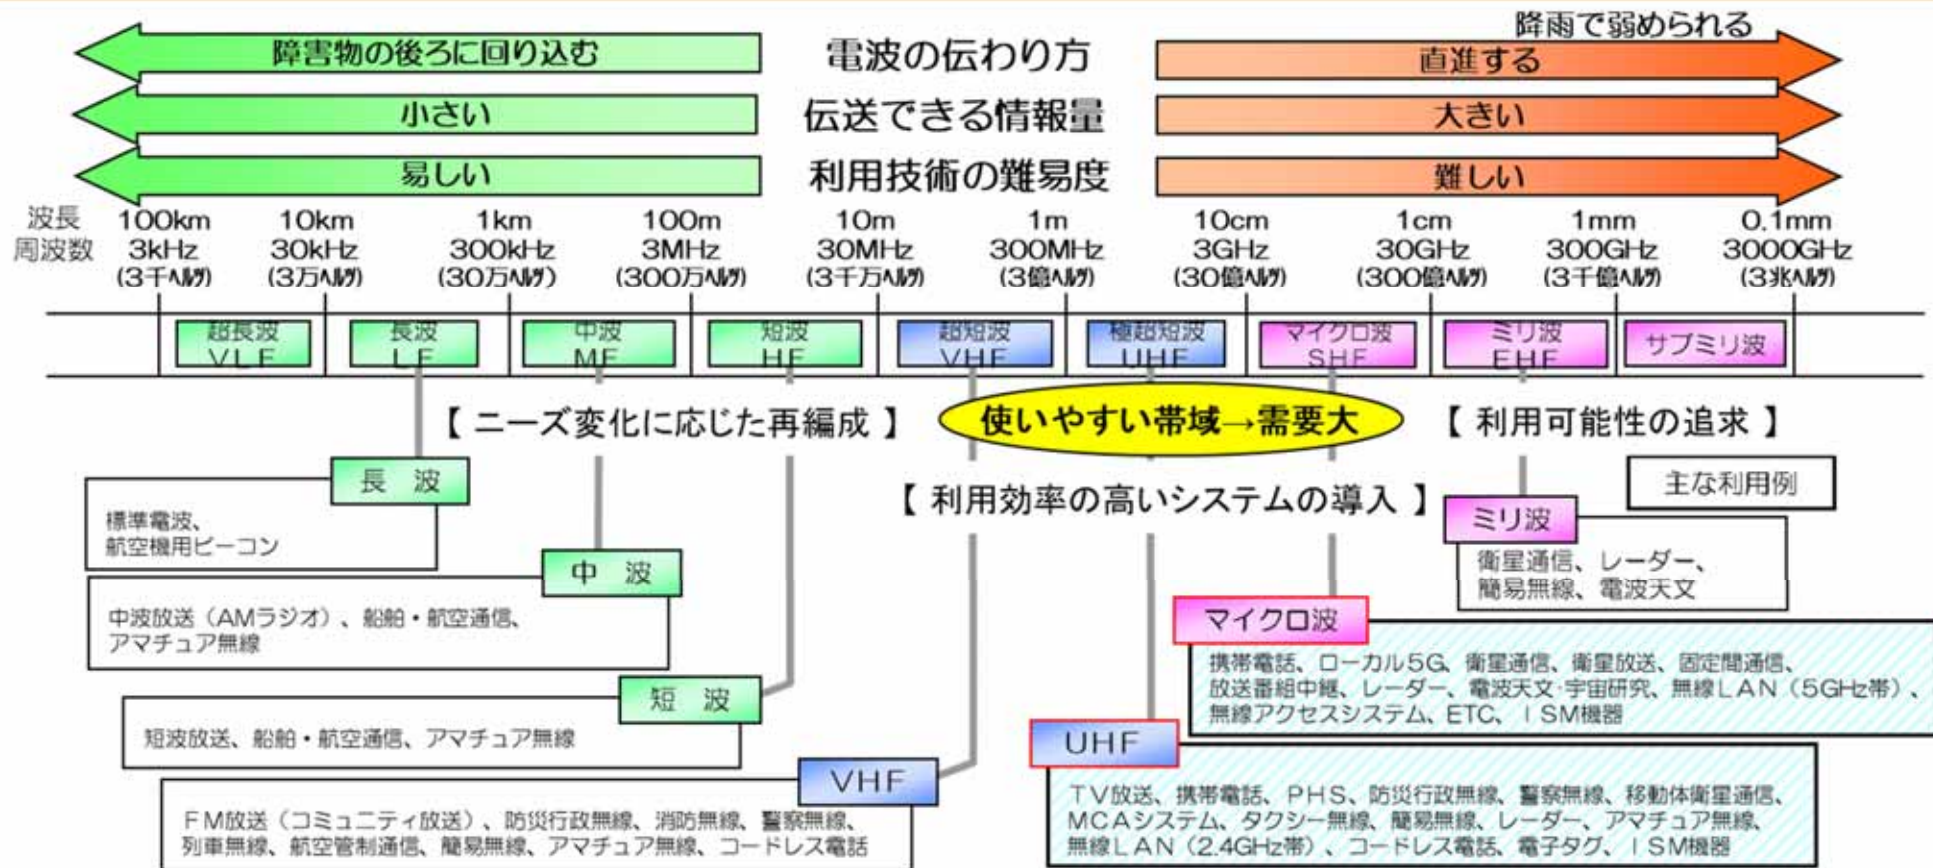 降雨で弱められる
障害物の後ろに回り込む
電波の伝わり方
直進する
小さい
伝送できる情報量
大きい
易しい
利用技術の難易度
難しい
波長 100km 10km 1km 100m 10m 1m 10cm 1cm 1mm 0.1mm
周波数 3kHz 30kHz 300kHz 3MHz 30MHz 300MHz 3GHz 30GHz 300GHz 3000GHz
(3千ヘルツ) (3万ヘルツ) (30万ヘルツ) (300万ヘルツ) (3千万ヘルツ) (3億ヘルツ) (30億ヘルツ) (300億ヘルツ) (3千億ヘルツ) (3兆ヘルツ)
超長波
VLF
長波
LF
中波
MF
短波
HF
超短波
VHF
極超短波
UHF
マイクロ波
SHF
ミリ波
EHF
サブミリ波
【 ニーズ変化に応じた再編成 】
使いやすい帯域→需要大
【 利用可能性の追求 】
【 利用効率の高いシステムの導入 】
主な利用例
長 波
標準電波、
航空機用ビーコン
中 波
中波放送（AMラジオ）、船舶・航空通信、
アマチュア無線
短 波
短波放送、船舶・航空通信、アマチュア無線
VHF
FM放送（コミュニティ放送）、防災行政無線、消防無線、警察無線、
列車無線、航空管制通信、簡易無線、アマチュア無線、コードレス電話
ミリ波
衛星通信、レーダー、
簡易無線、電波天文
マイクロ波
携帯電話、ローカル5G、衛星通信、衛星放送、固定間通信、
放送番組中継、レーダー、電波天文・宇宙研究、無線LAN（5GHz帯）、
無線アクセスシステム、ETC、ISM機器
UHF
TV放送、携帯電話、PHS、防災行政無線、警察無線、移動体衛星通信、
MCAシステム、タクシー無線、簡易無線、レーダー、アマチュア無線、
無線LAN（2.4GHz帯）、コードレス電話、電子タグ、ISM機器